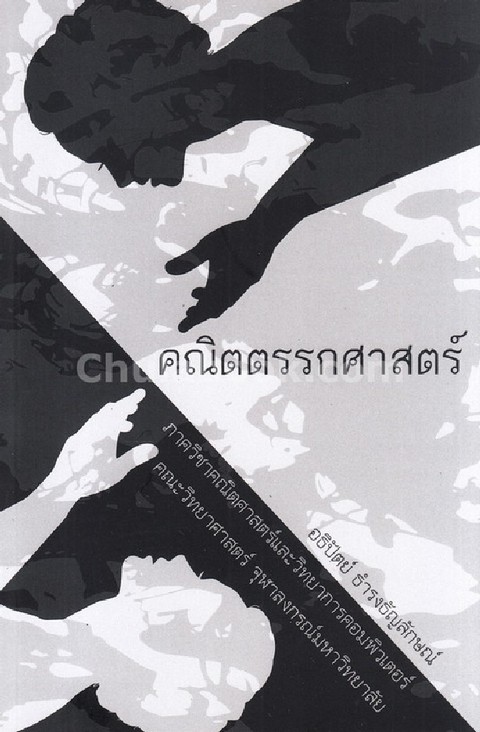 คณิตตรรกศาสตร์
อธิปัตย์ ธำรงธัญลักษณ์
ภาควิชาคณิตศาสตร์และวิทยาการคอมพิวเตอร์
คณะวิทยาศาสตร์ จุฬาลงกรณ์มหาวิทยาลัย